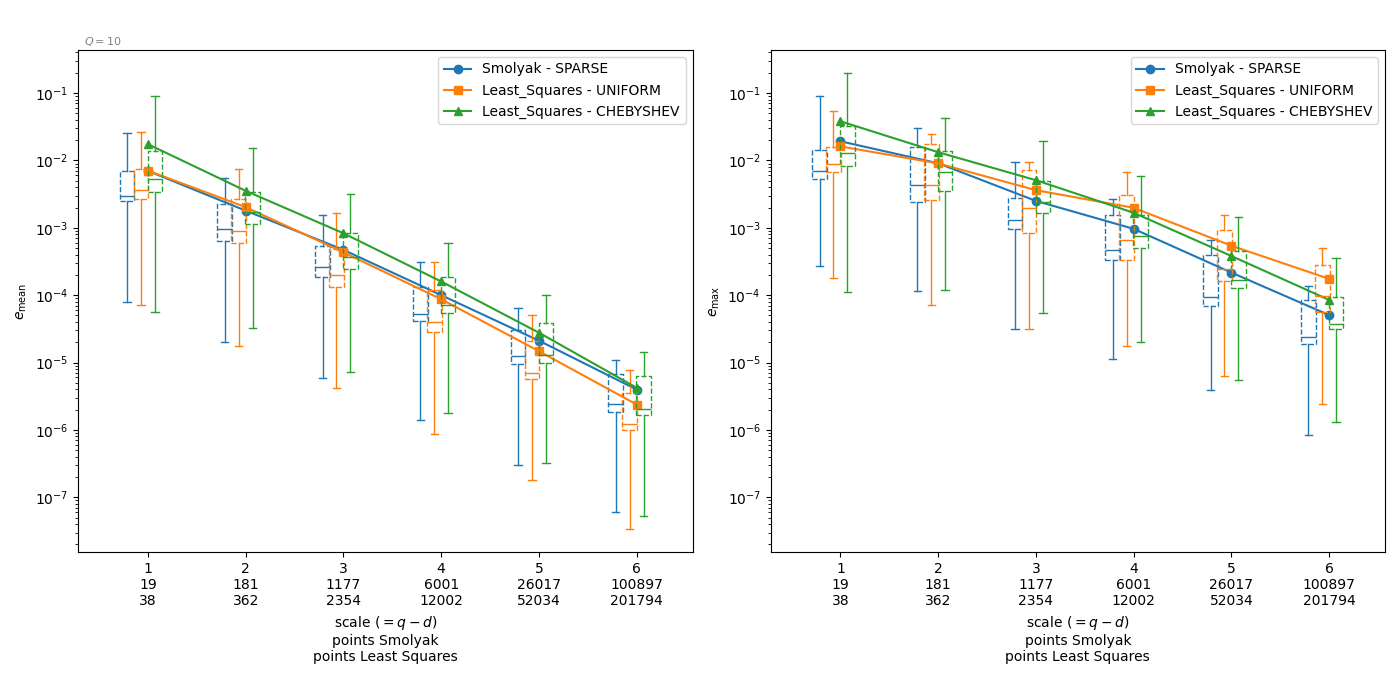 Q = 10
Smolyak - SPARSE
Least_Squares - UNIFORM
Least_Squares - CHEBYSHEV
10⁻¹
10⁻²
10⁻³
10⁻⁴
10⁻⁵
10⁻⁶
10⁻⁷
e_mean
1 2 3 4 5 6
19 181 1177 6001 26017 100897
38 362 2354 12002 52034 201794
scale (= q − d)
points Smolyak
points Least Squares
Smolyak - SPARSE
Least_Squares - UNIFORM
Least_Squares - CHEBYSHEV
10⁻¹
10⁻²
10⁻³
10⁻⁴
10⁻⁵
10⁻⁶
10⁻⁷
e_max
1 2 3 4 5 6
19 181 1177 6001 26017 100897
38 362 2354 12002 52034 201794
scale (= q − d)
points Smolyak
points Least Squares